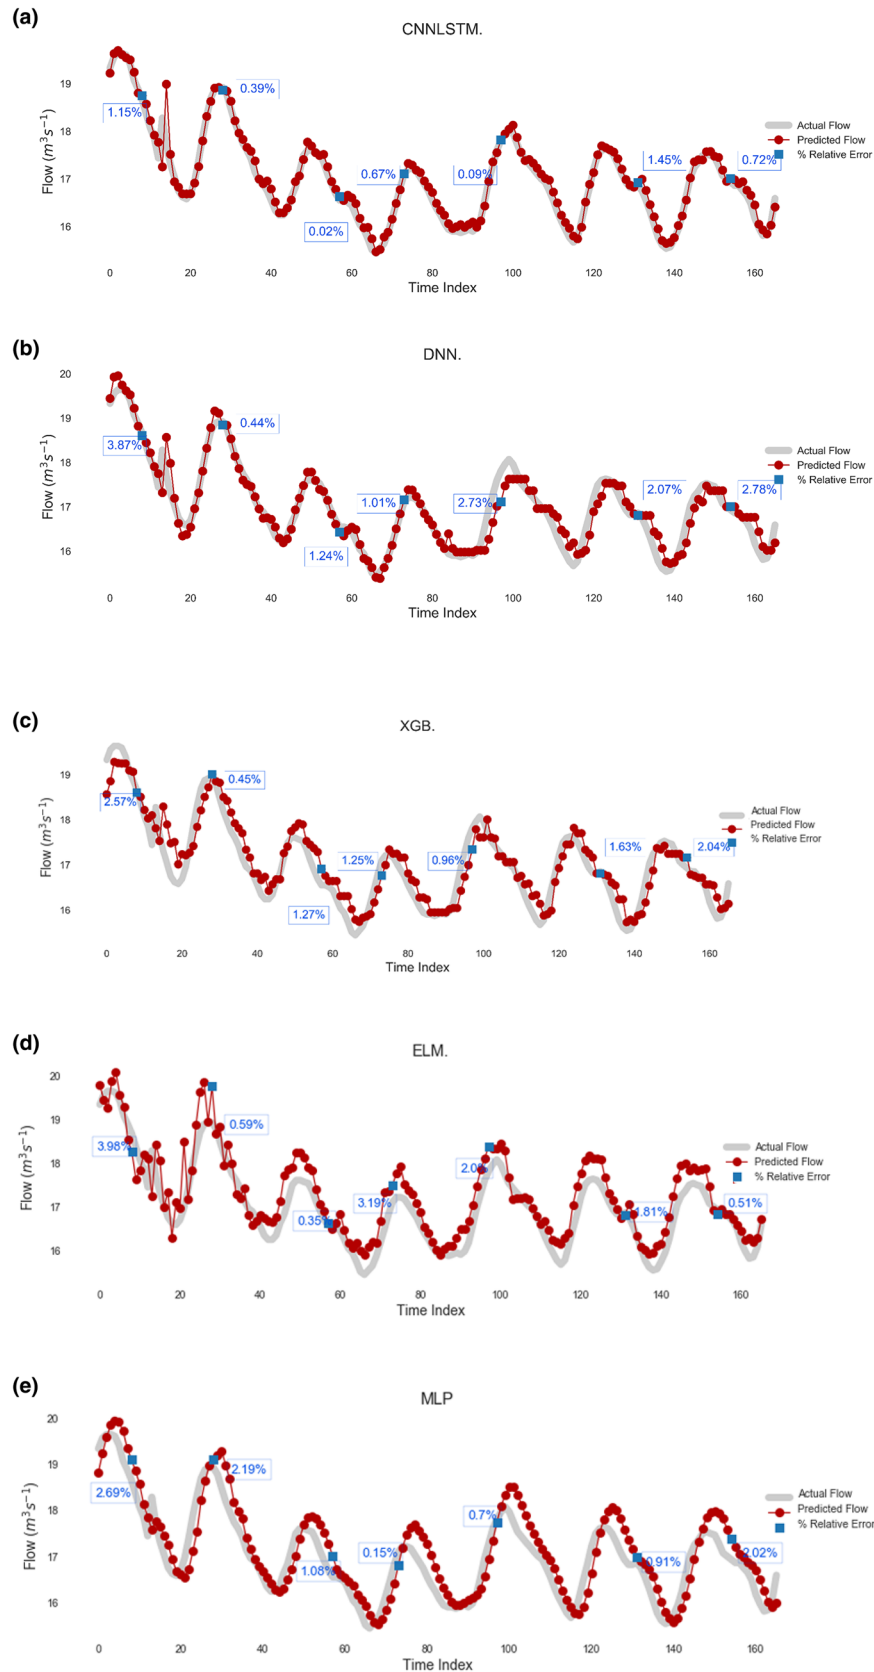 (a)
CNNLSTM.
Flow (m³s⁻¹)
19
18
17
16
1.15%
0.39%
0.02%
0.67%
0.09%
1.45%
0.72%
Actual Flow
Predicted Flow
% Relative Error
0 20 40 60 80 100 120 140 160
Time Index
(b)
DNN.
Flow (m³s⁻¹)
20
19
18
17
16
3.87%
0.44%
1.24%
1.01%
2.73%
2.07%
2.78%
Actual Flow
Predicted Flow
% Relative Error
0 20 40 60 80 100 120 140 160
Time Index
(c)
XGB.
Flow (m³s⁻¹)
19
18
17
16
2.57%
0.45%
1.27%
1.25%
0.96%
1.63%
2.04%
Actual Flow
Predicted Flow
% Relative Error
0 20 40 60 80 100 120 140 160
Time Index
(d)
ELM.
Flow (m³s⁻¹)
20
19
18
17
16
3.98%
0.59%
0.35%
3.19%
0.51%
Actual Flow
Predicted Flow
% Relative Error
0 20 40 60 80 100 120 140 160
Time Index
(e)
MLP
Flow (m³s⁻¹)
20
19
18
17
16
2.69%
2.19%
1.08%
0.15%
0.7%
0.91%
2.02%
Actual Flow
Predicted Flow
% Relative Error
0 20 40 60 80 100 120 140 160
Time Index